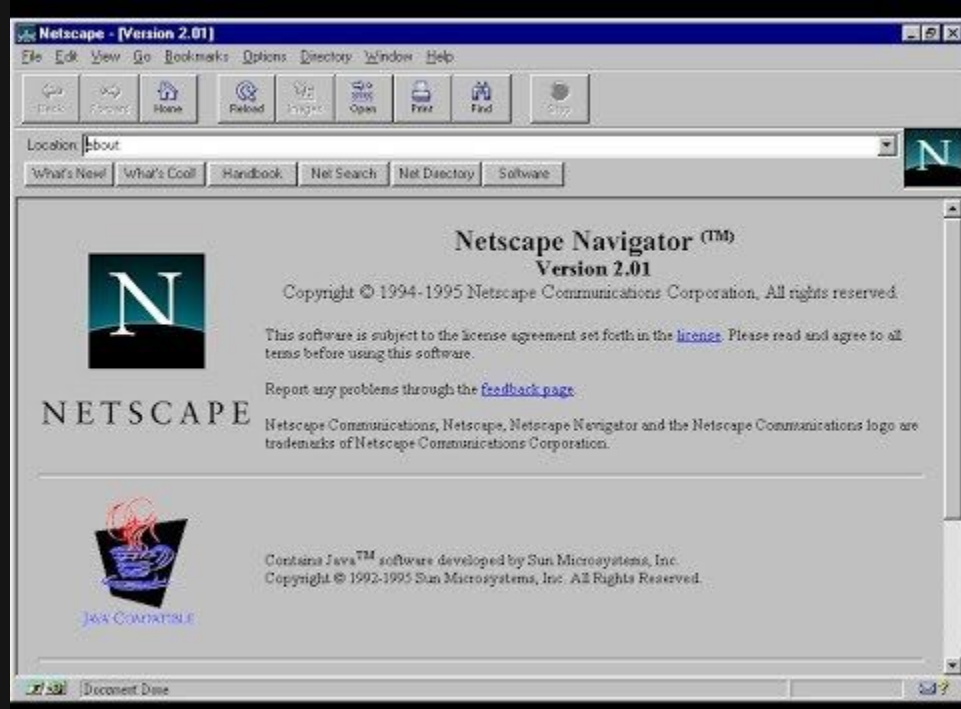 Netscape - [Version 2.01]
File Edit View Go Bookmarks Options Directory Window Help
Back Forward Home Reload Images Open Print Find Stop
Location: about:
N
What's New! What's Cool! Handbook Net Search Net Directory Software
Netscape Navigator (TM)
Version 2.01
Copyright © 1994-1995 Netscape Communications Corporation, All rights reserved.
N
This software is subject to the license agreement set forth in the license. Please read and agree to all
terms before using this software.
Report any problems through the feedback page.
NETSCAPE
Netscape Communications, Netscape, Netscape Navigator and the Netscape Communications logo are
trademarks of Netscape Communications Corporation.
Contains Java™ software developed by Sun Microsystems, Inc.
Copyright © 1992-1995 Sun Microsystems, Inc. All Rights Reserved.
JAVA COMPATIBLE
Document Done
?